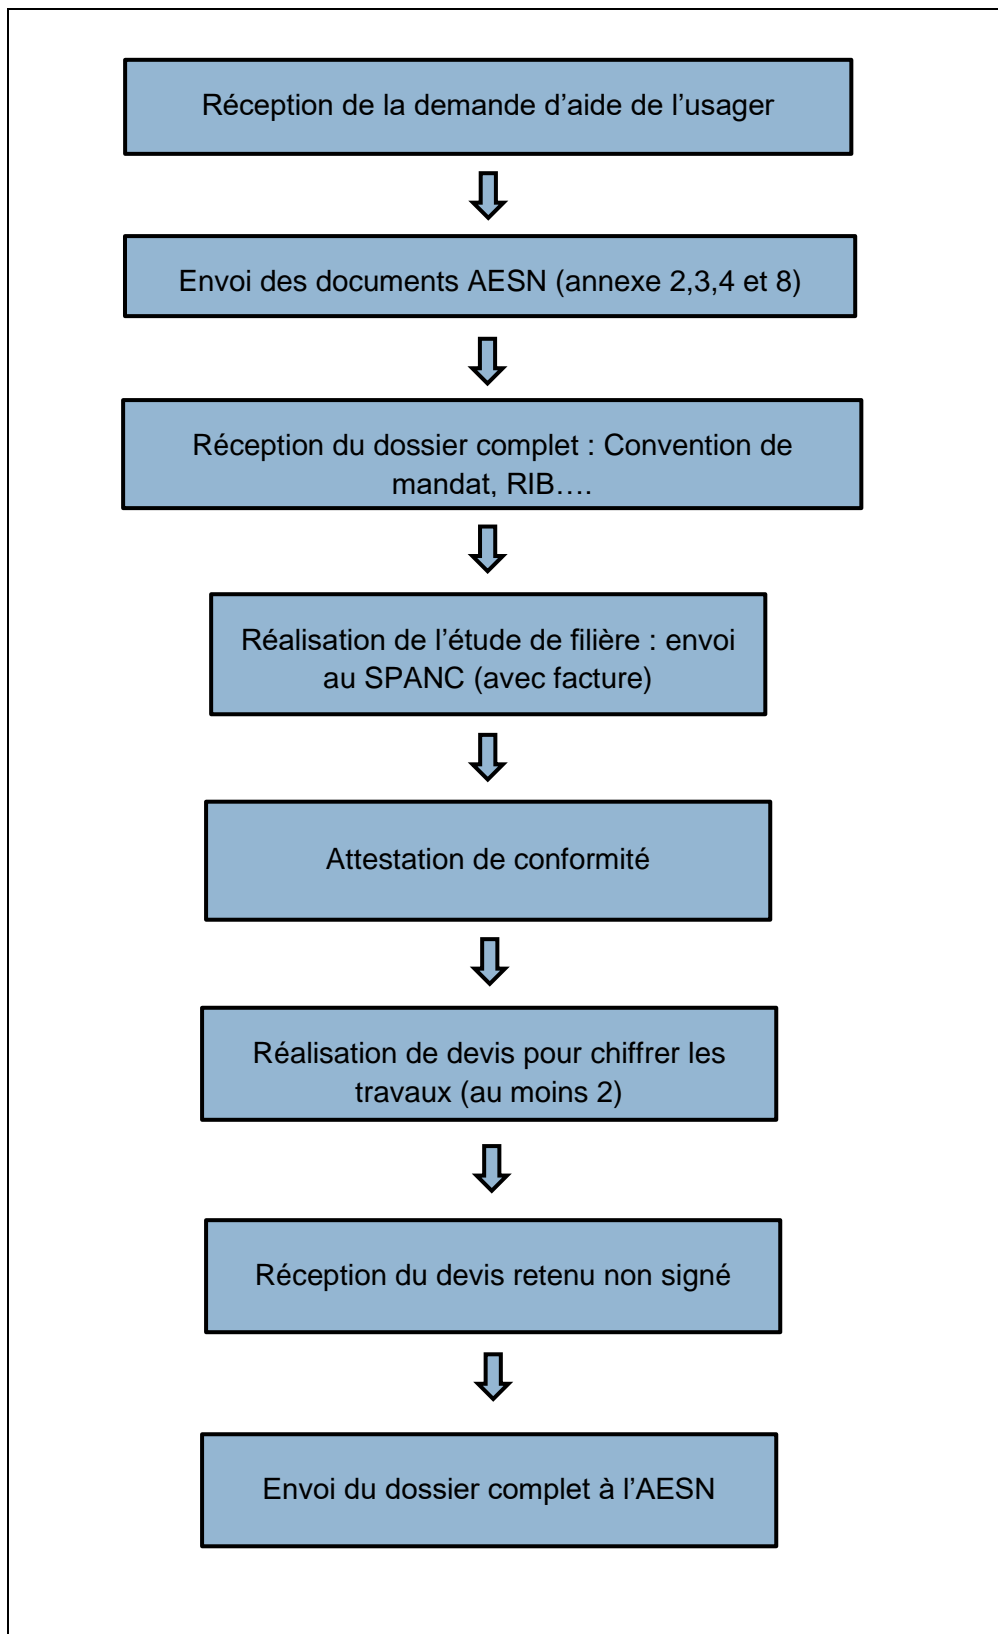 Réception de la demande d’aide de l’usager
Envoi des documents AESN (annexe 2,3,4 et 8)
Réception du dossier complet : Convention de
mandat, RIB….
Réalisation de l’étude de filière : envoi
au SPANC (avec facture)
Attestation de conformité
Réalisation de devis pour chiffrer les
travaux (au moins 2)
Réception du devis retenu non signé
Envoi du dossier complet à l’AESN